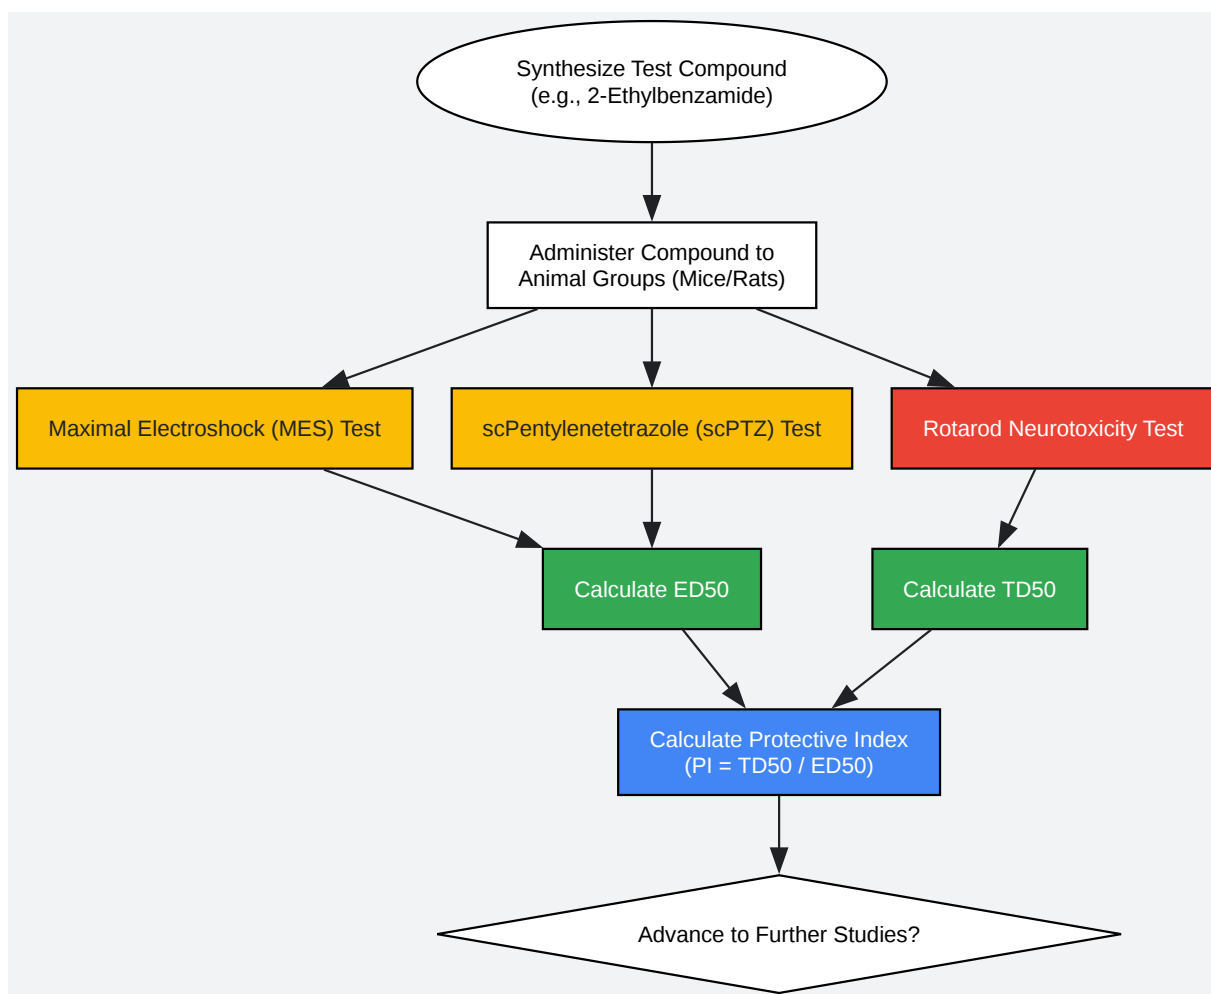 Synthesize Test Compound
(e.g., 2-Ethylbenzamide)
Administer Compound to
Animal Groups (Mice/Rats)
Maximal Electroshock (MES) Test
scPentylenetetrazole (scPTZ) Test
Rotarod Neurotoxicity Test
Calculate ED50
Calculate TD50
Calculate Protective Index
(PI = TD50 / ED50)
Advance to Further Studies?